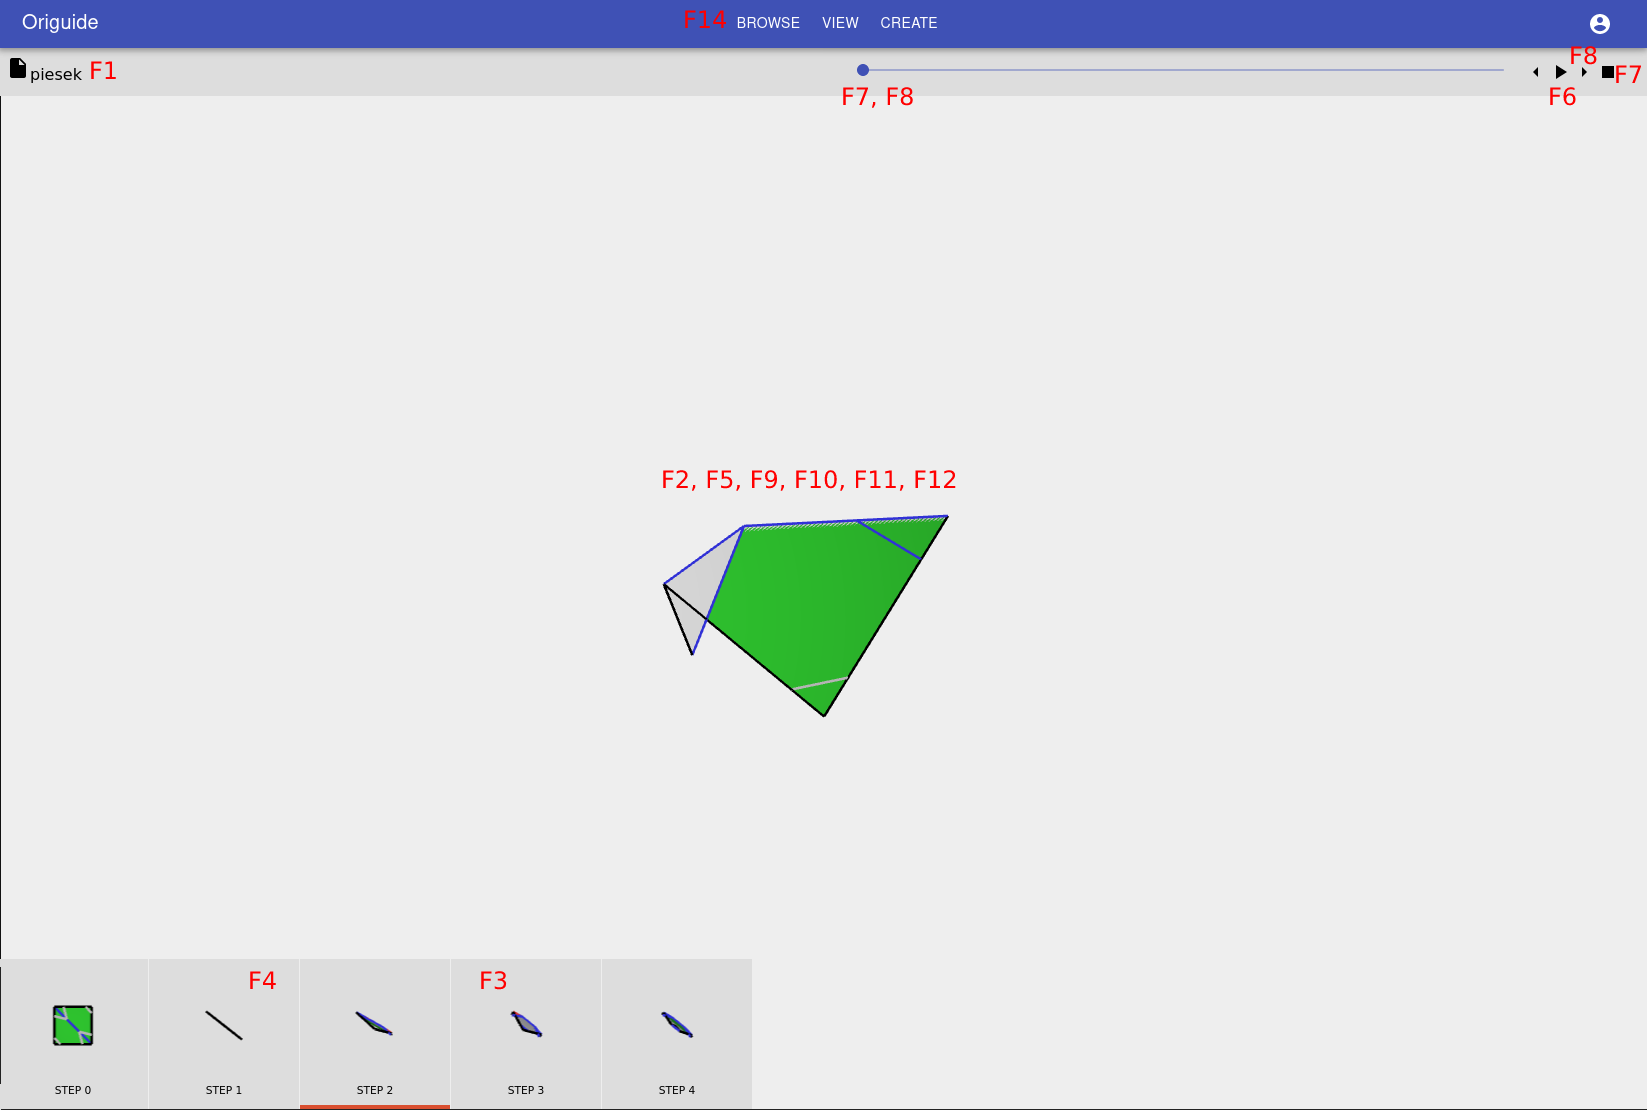 Origuide F14 BROWSE VIEW CREATE
piesek F1 F8
F7
F7, F8 F6
F2, F5, F9, F10, F11, F12
F4 F3
STEP 0 STEP 1 STEP 2 STEP 3 STEP 4